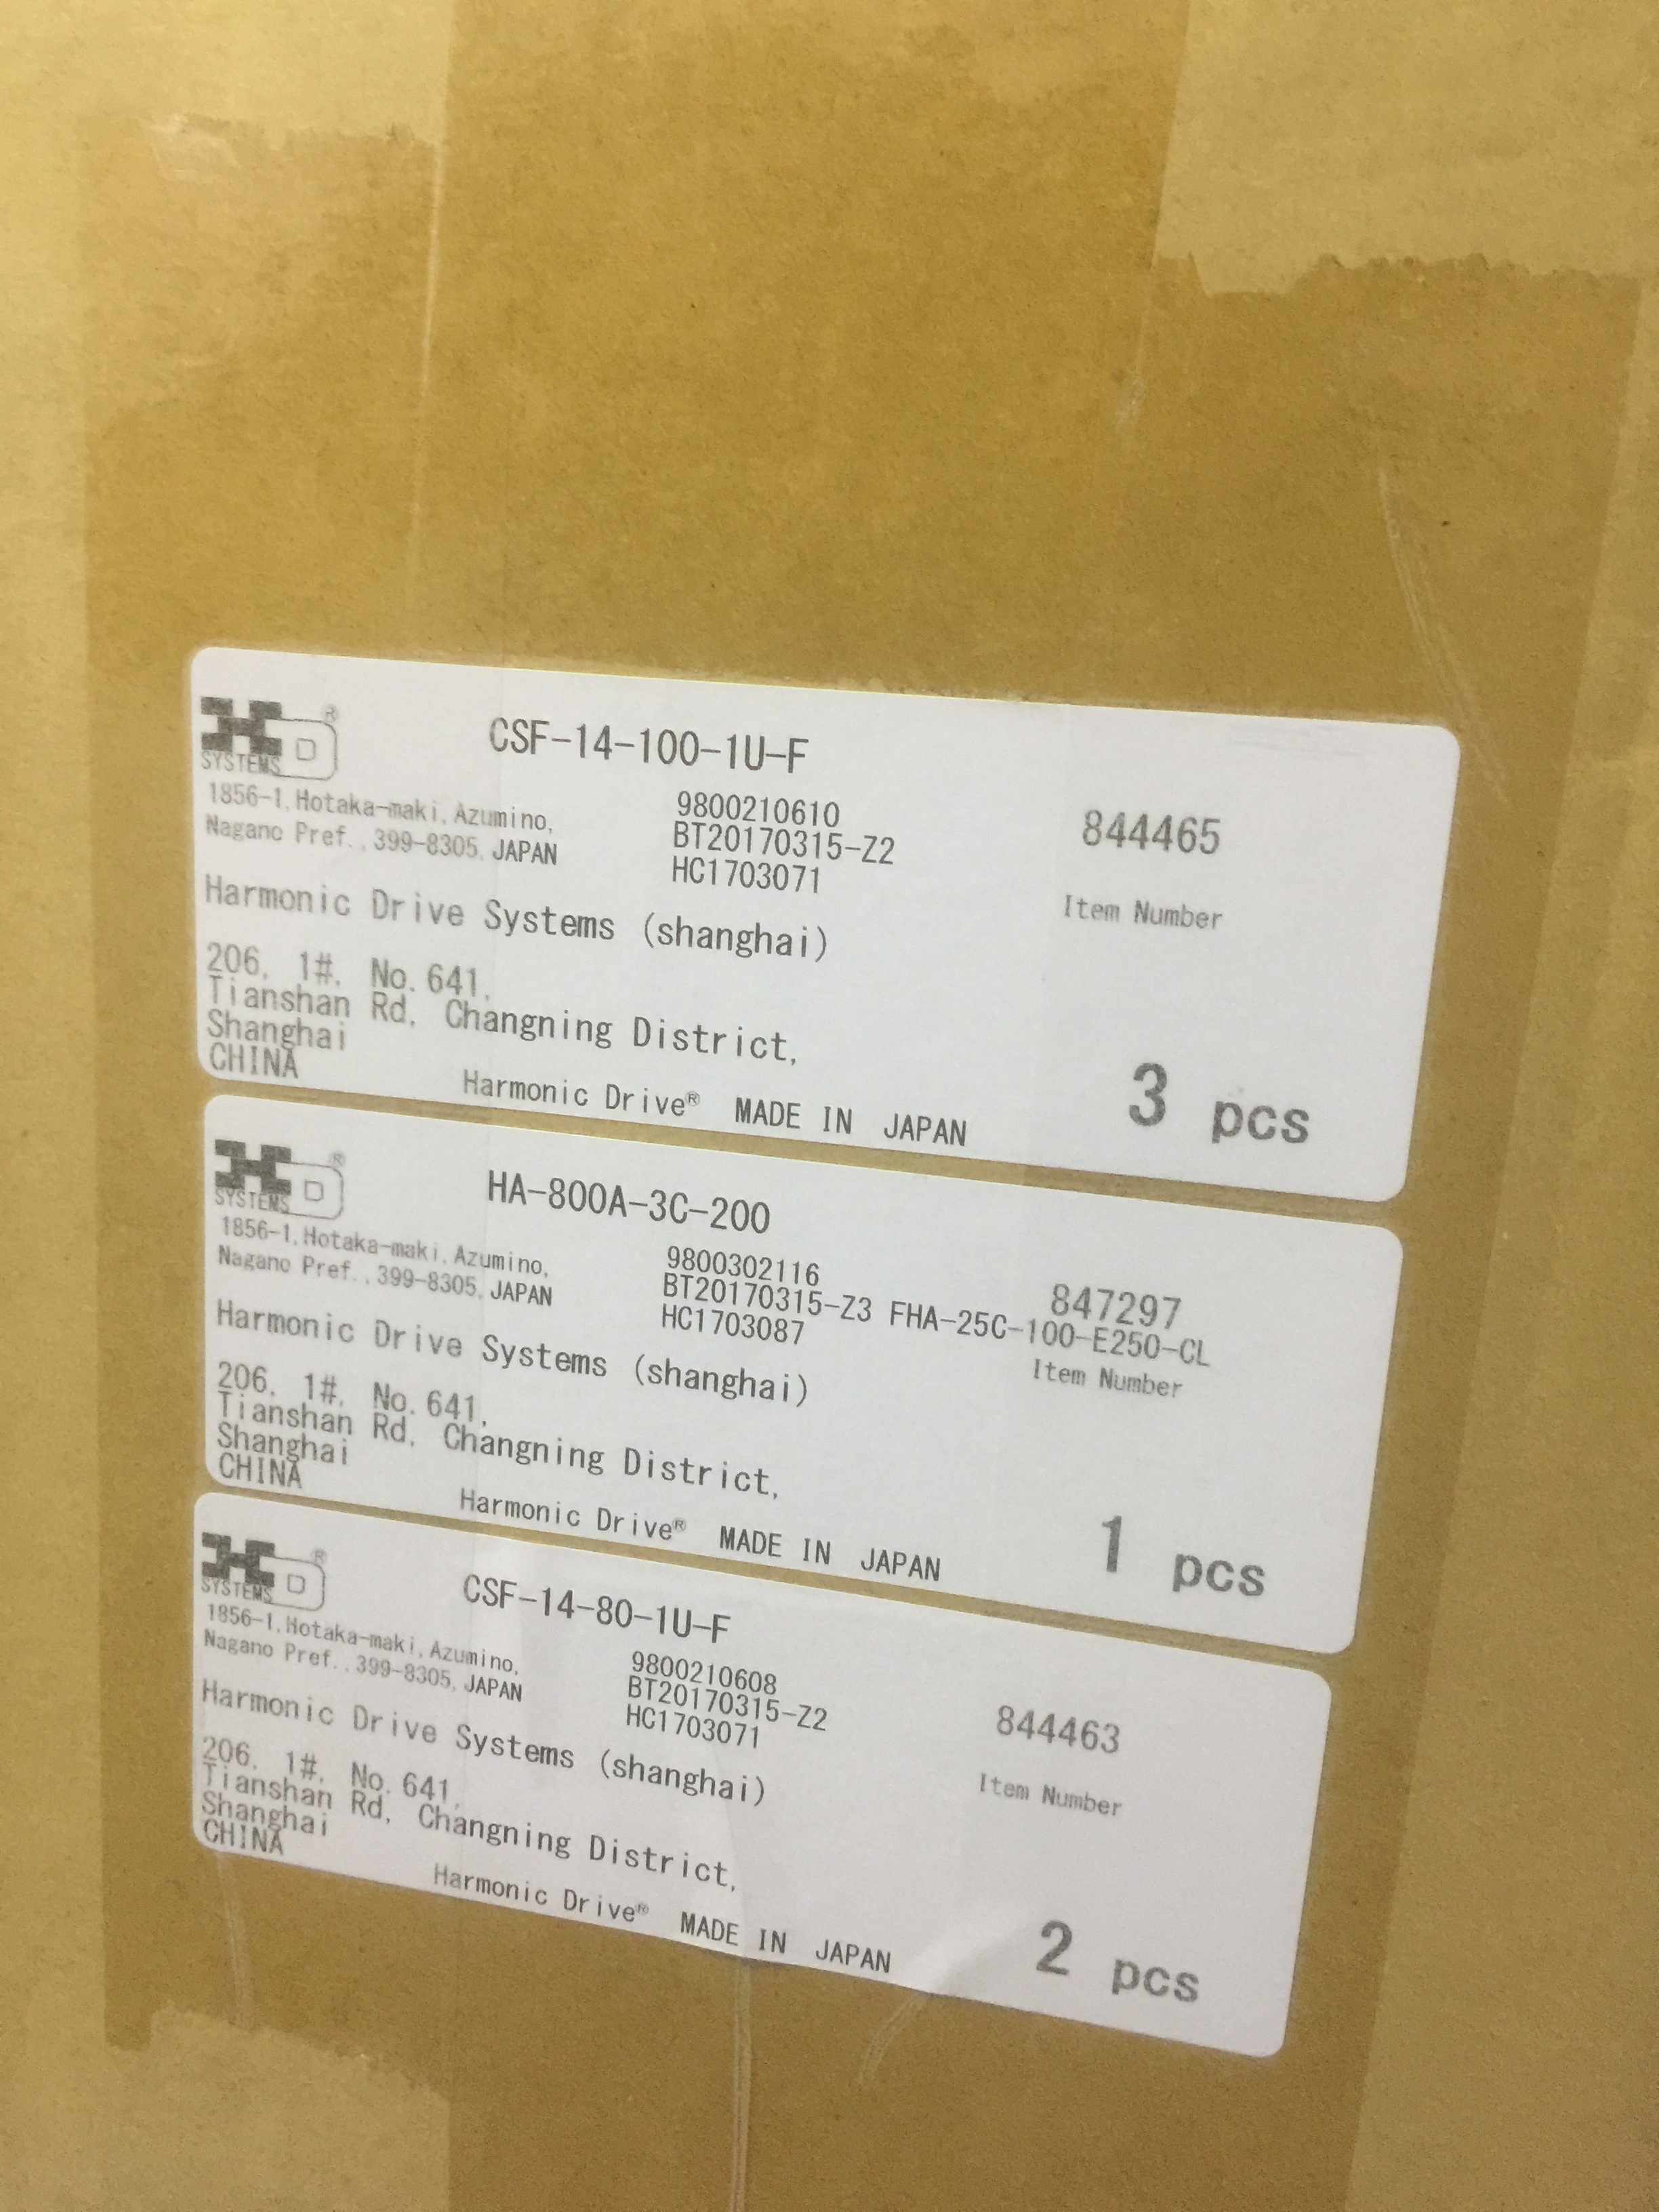 HD®
SYSTEMS
CSF-14-100-1U-F
1856-1,Hotaka-maki,Azumino,
Nagano Pref.,399-8305,JAPAN
9800210610
BT20170315-Z2
HC1703071
844465
Item Number
Harmonic Drive Systems (shanghai)
206, 1#, No.641,
Tianshan Rd, Changning District,
Shanghai
CHINA
Harmonic Drive® MADE IN JAPAN
3 pcs
HD®
SYSTEMS
HA-800A-3C-200
1856-1,Hotaka-maki,Azumino,
Nagano Pref.,399-8305,JAPAN
9800302116
BT20170315-Z3 FHA-25C-100-E250-CL
HC1703087
847297
Item Number
Harmonic Drive Systems (shanghai)
206, 1#, No.641,
Tianshan Rd, Changning District,
Shanghai
CHINA
Harmonic Drive® MADE IN JAPAN
1 pcs
HD®
SYSTEMS
CSF-14-80-1U-F
1856-1,Hotaka-maki,Azumino,
Nagano Pref.,399-8305,JAPAN
9800210608
BT20170315-Z2
HC1703071
844463
Item Number
Harmonic Drive Systems (shanghai)
206, 1#, No.641,
Tianshan Rd, Changning District,
Shanghai
CHINA
Harmonic Drive® MADE IN JAPAN
2 pcs